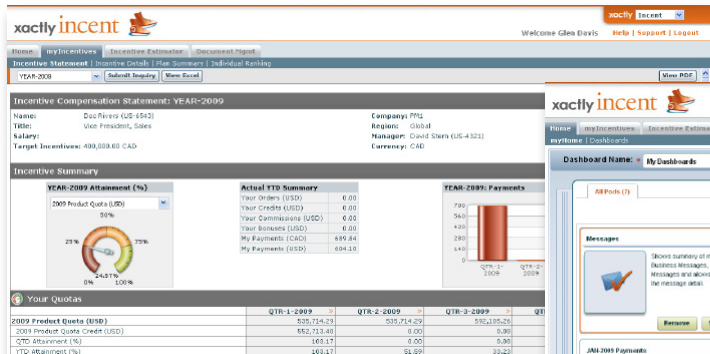 xactly incent
xactly Incent
Welcome Glen Davis Help | Support | Logout
Home myIncentives Incentive Estimator Document Mgmt
Incentive Statement | Incentive Details | Plan Summary | Individual Ranking
YEAR-2009 Submit Inquiry View Excel View PDF
Incentive Compensation Statement: YEAR-2009
Name: Doc Rivers (US-6543) Company: PM1
Title: Vice President, Sales Region: Global
Salary: Manager: David Stern (US-4321)
Target Incentives: 400,000.00 CAD Currency: CAD
Incentive Summary
YEAR-2009 Attainment (%)
2009 Product Quota (USD)
50%
25% 75%
24.57%
0% 100%
Actual YTD Summary
Your Orders (USD) 0.00
Your Credits (USD) 0.00
Your Commissions (USD) 0.00
Your Bonuses (USD) 0.00
My Payments (CAD) 689.84
My Payments (USD) 604.10
YEAR-2009: Payments
700
560
420
280
140
0
QTR-1-2009 QTR-2-2009
Your Quotas
QTR-1-2009 » QTR-2-2009 » QTR-3-2009 » QT
2009 Product Quota (USD) 535,714.29 535,714.29 592,105.26
2009 Product Quota Credit (USD) 552,713.40 0.00 0.00
QTD Attainment (%) 103.17 0.00 0.00
YTD Attainment (%) 103.17 51.59 33.23
xactly incent
Home myIncentives Incentive Estima
myHome | Dashboards
Dashboard Name: * My Dashboards
All Pods (7)
Messages
Shows summary of
Business Messages,
Messages and allows
the message detail.
Remove
JAN-2009 Payments